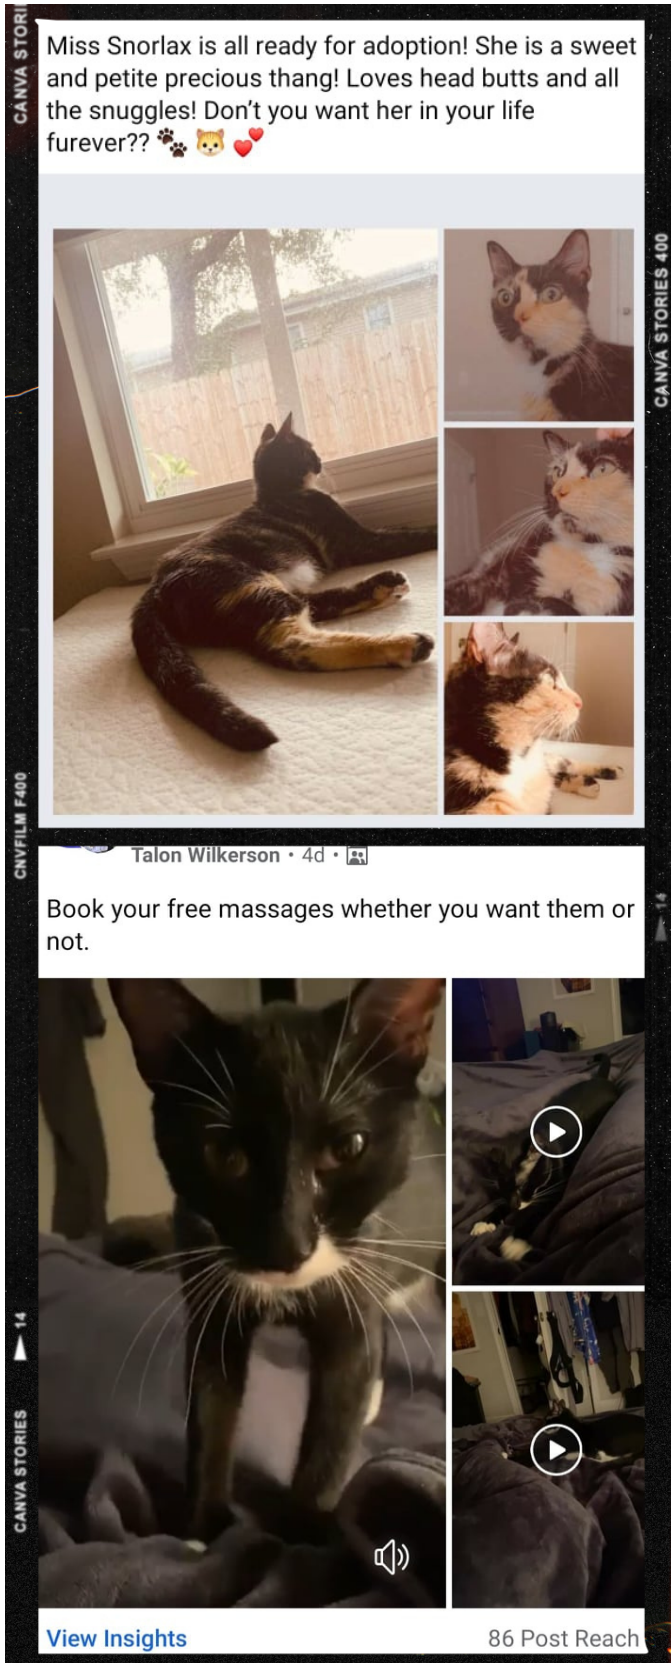 CANVA STORI
Miss Snorlax is all ready for adoption! She is a sweet
and petite precious thang! Loves head butts and all
the snuggles! Don’t you want her in your life
furever?? 🐾 🐱 💕
CANVA STORIES 400
CNVFILM F400
Talon Wilkerson • 4d •
Book your free massages whether you want them or
not.
14
14
CANVA STORIES
View Insights
86 Post Reach